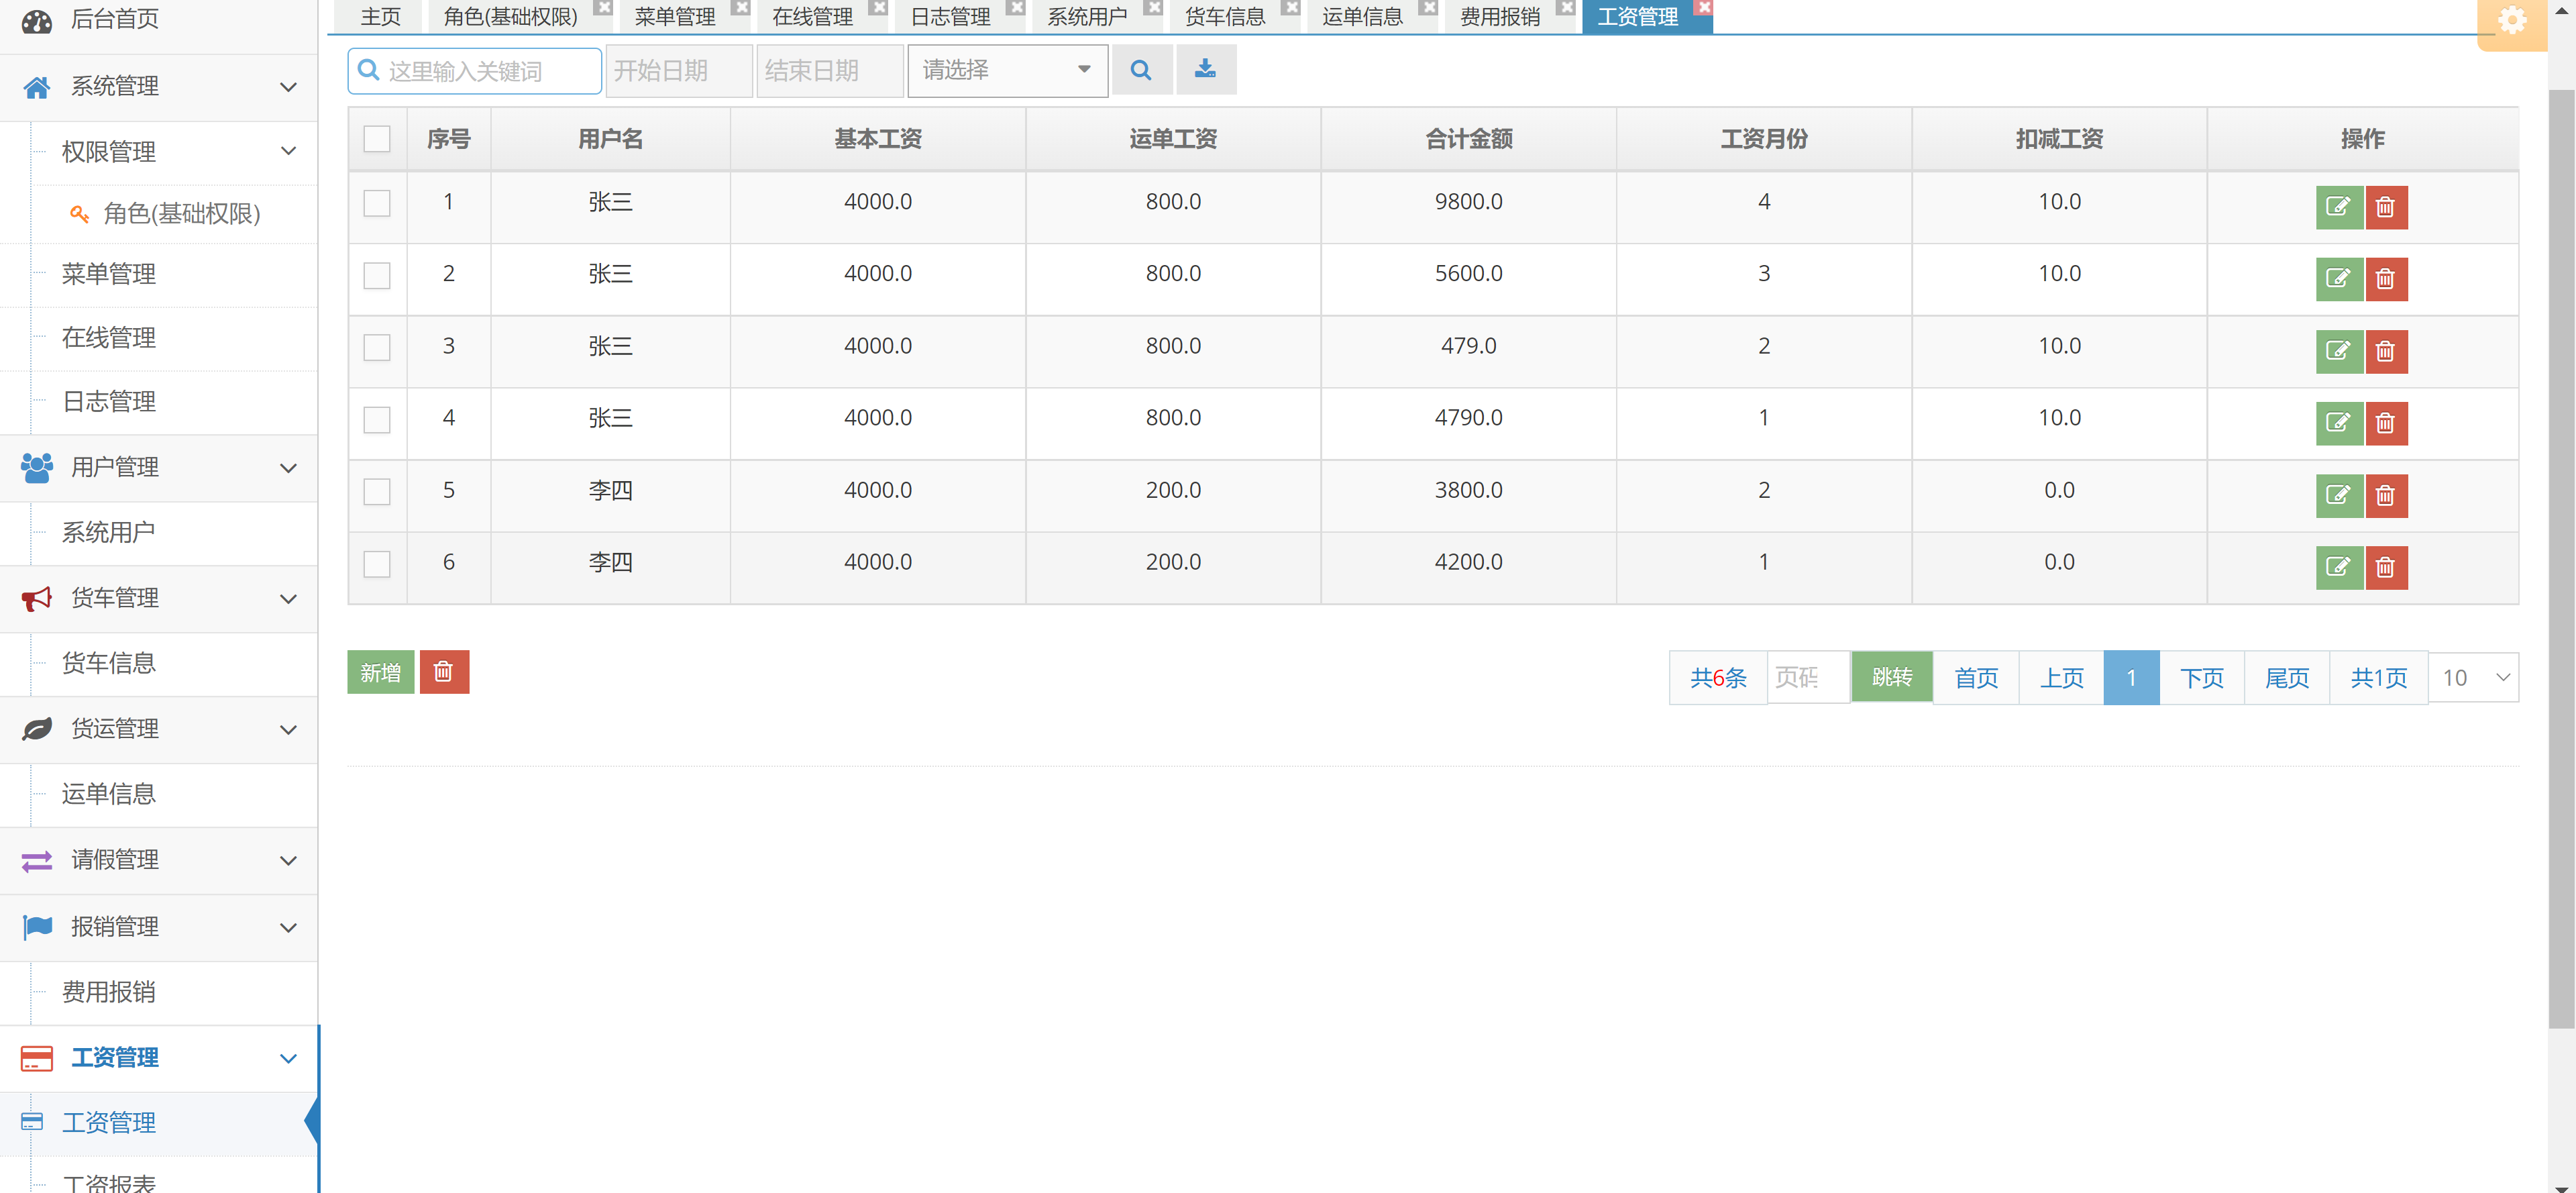 后台首页
系统管理
权限管理
角色(基础权限)
菜单管理
在线管理
日志管理
用户管理
系统用户
货车管理
货车信息
货运管理
运单信息
请假管理
报销管理
费用报销
工资管理
工资管理
工资报表
主页 角色(基础权限) 菜单管理 在线管理 日志管理 系统用户 货车信息 运单信息 费用报销 工资管理
这里输入关键词 开始日期 结束日期 请选择
序号 用户名 基本工资 运单工资 合计金额 工资月份 扣减工资 操作
1 张三 4000.0 800.0 9800.0 4 10.0
2 张三 4000.0 800.0 5600.0 3 10.0
3 张三 4000.0 800.0 479.0 2 10.0
4 张三 4000.0 800.0 4790.0 1 10.0
5 李四 4000.0 200.0 3800.0 2 0.0
6 李四 4000.0 200.0 4200.0 1 0.0
新增 共6条 页码 跳转 首页 上页 1 下页 尾页 共1页 10